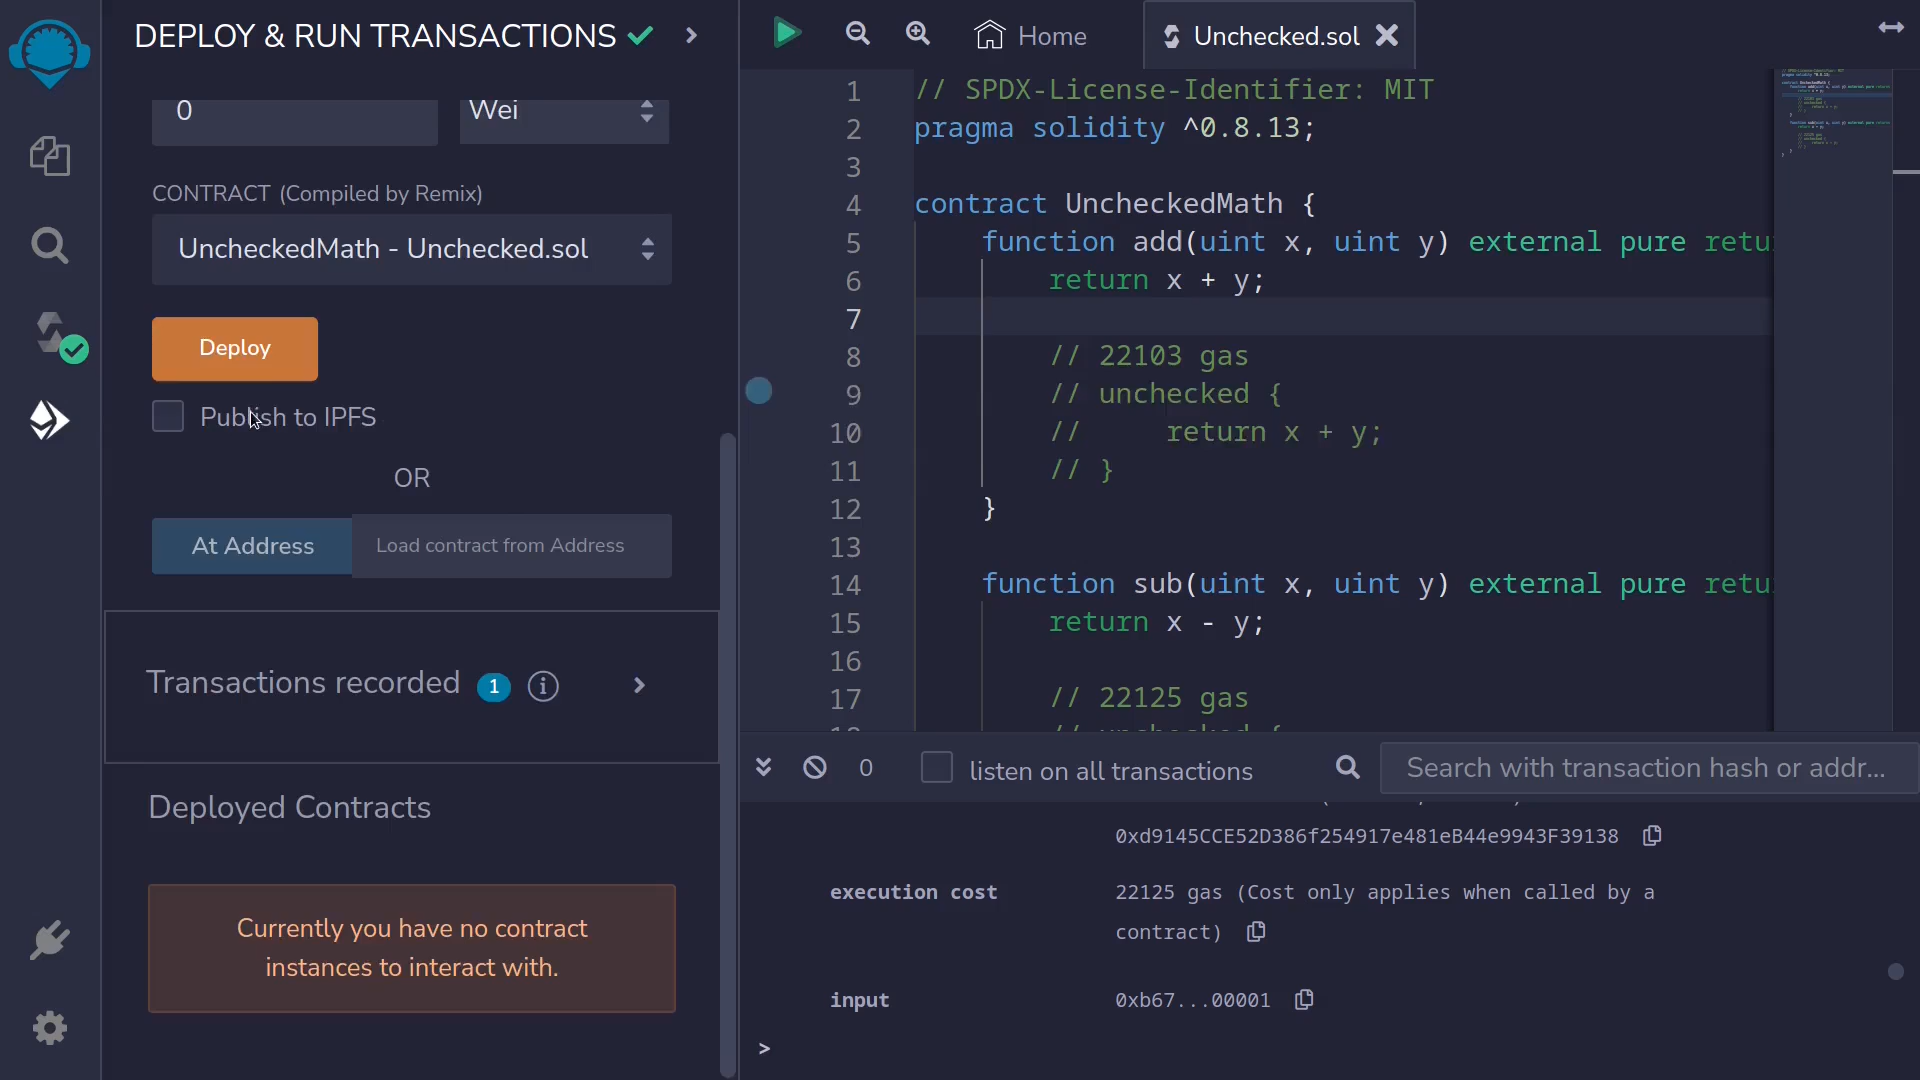 DEPLOY & RUN TRANSACTIONS
0
Wei
CONTRACT (Compiled by Remix)
UncheckedMath - Unchecked.sol
Deploy
Publish to IPFS
OR
At Address
Load contract from Address
Transactions recorded 1
Deployed Contracts
Currently you have no contract
instances to interact with.
Home
Unchecked.sol
1 // SPDX-License-Identifier: MIT
2 pragma solidity ^0.8.13;
3
4 contract UncheckedMath {
5 function add(uint x, uint y) external pure retu
6 return x + y;
7
8 // 22103 gas
9 // unchecked {
10 // return x + y;
11 // }
12 }
13
14 function sub(uint x, uint y) external pure retu
15 return x - y;
16
17 // 22125 gas
0
listen on all transactions
Search with transaction hash or addr...
0xd9145CCE52D386f254917e481eB44e9943F39138
execution cost 22125 gas (Cost only applies when called by a
contract)
input 0xb67...00001
>